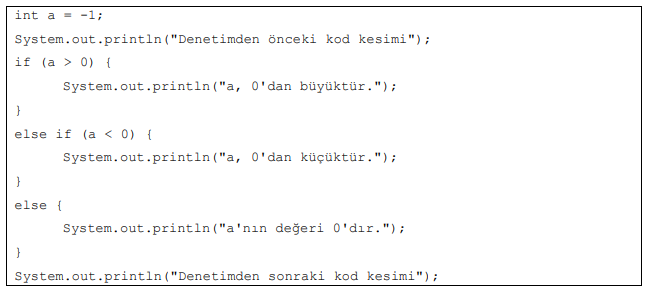 int a = -1;
System.out.println("Denetimden önceki kod kesimi");
if (a > 0) {
System.out.println("a, 0'dan büyüktür.");
}
else if (a < 0) {
System.out.println("a, 0'dan küçüktür.");
}
else {
System.out.println("a'nın değeri 0'dır.");
}
System.out.println("Denetimden sonraki kod kesimi");